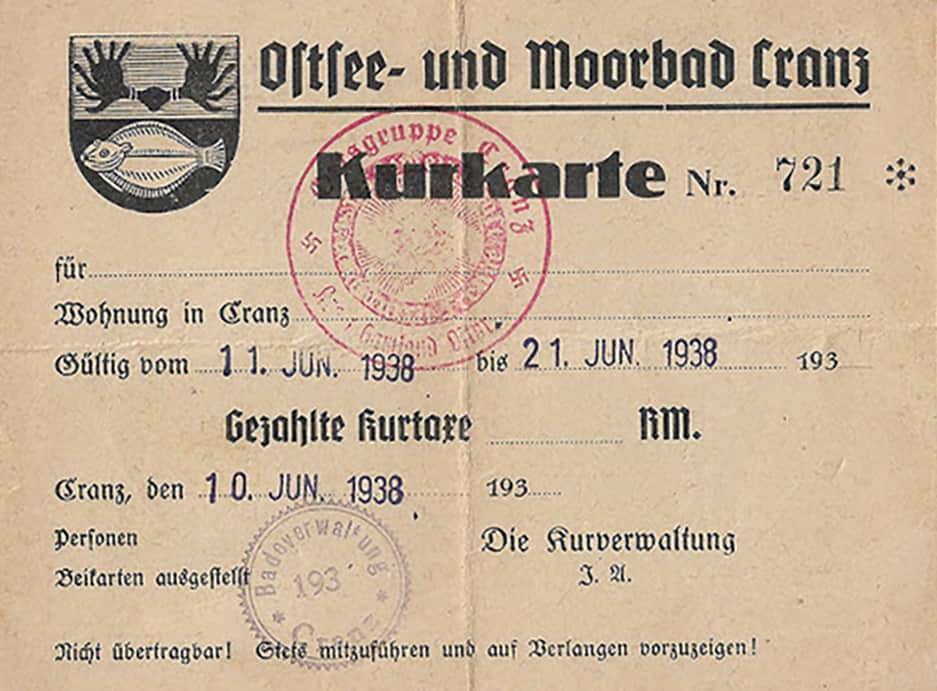 Ostsee- und Moorbad Cranz
Kurkarte Nr. 721
für
Wohnung in Cranz
Gültig vom 11. JUN. 1938 bis 21. JUN. 1938 193
Gezahlte Kurtaxe RM.
Cranz, den 10. JUN. 1938 193
Personen Die Kurverwaltung
Beikarten ausgestellt J. A.
Badeverwaltung
193
Cranz
Nicht übertragbar! Stets mitzuführen und auf Verlangen vorzuzeigen!